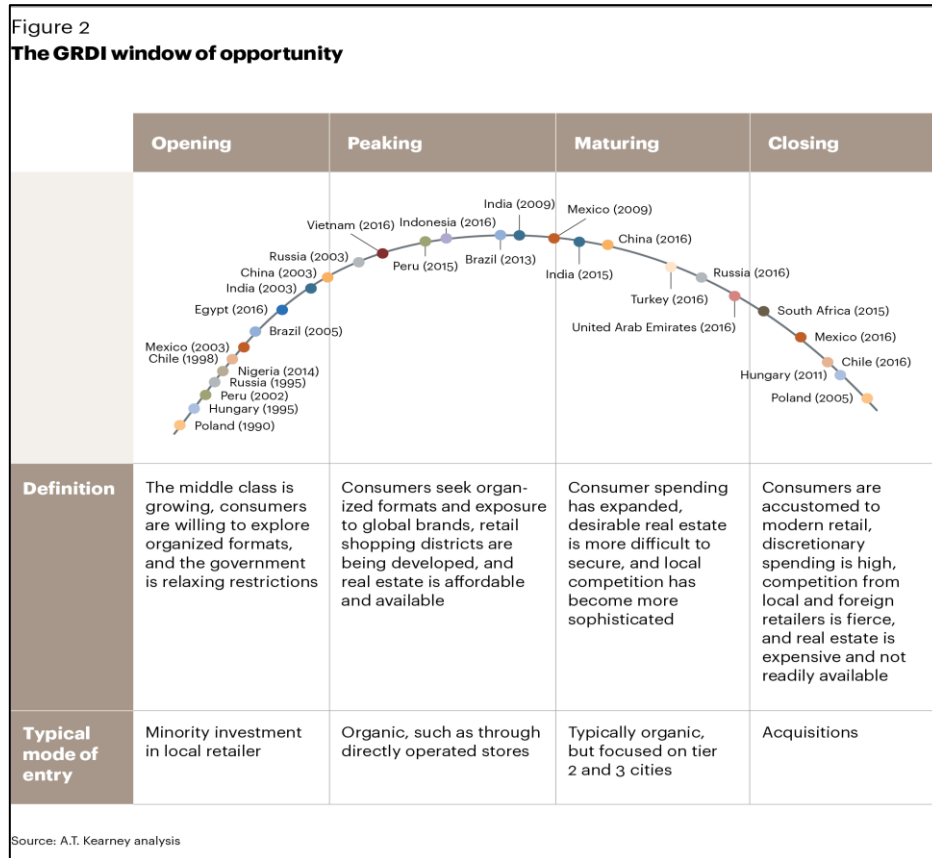 Figure 2
The GRDI window of opportunity
Opening
Peaking
Maturing
Closing
India (2009)
Vietnam (2016)
Indonesia (2016)
Mexico (2009)
Russia (2003)
Peru (2015)
Brazil (2013)
China (2016)
China (2003)
India (2015)
Russia (2016)
India (2003)
Turkey (2016)
Egypt (2016)
South Africa (2015)
Brazil (2005)
United Arab Emirates (2016)
Mexico (2003)
Mexico (2016)
Chile (1998)
Chile (2016)
Nigeria (2014)
Hungary (2011)
Russia (1995)
Peru (2002)
Poland (2005)
Hungary (1995)
Poland (1990)
Definition
The middle class is
growing, consumers
are willing to explore
organized formats,
and the government
is relaxing restrictions
Consumers seek organ-
ized formats and exposure
to global brands, retail
shopping districts are
being developed, and
real estate is affordable
and available
Consumer spending
has expanded,
desirable real estate
is more difficult to
secure, and local
competition has
become more
sophisticated
Consumers are
accustomed to
modern retail,
discretionary
spending is high,
competition from
local and foreign
retailers is fierce,
and real estate is
expensive and not
readily available
Typical
mode of
entry
Minority investment
in local retailer
Organic, such as through
directly operated stores
Typically organic,
but focused on tier
2 and 3 cities
Acquisitions
Source: A.T. Kearney analysis